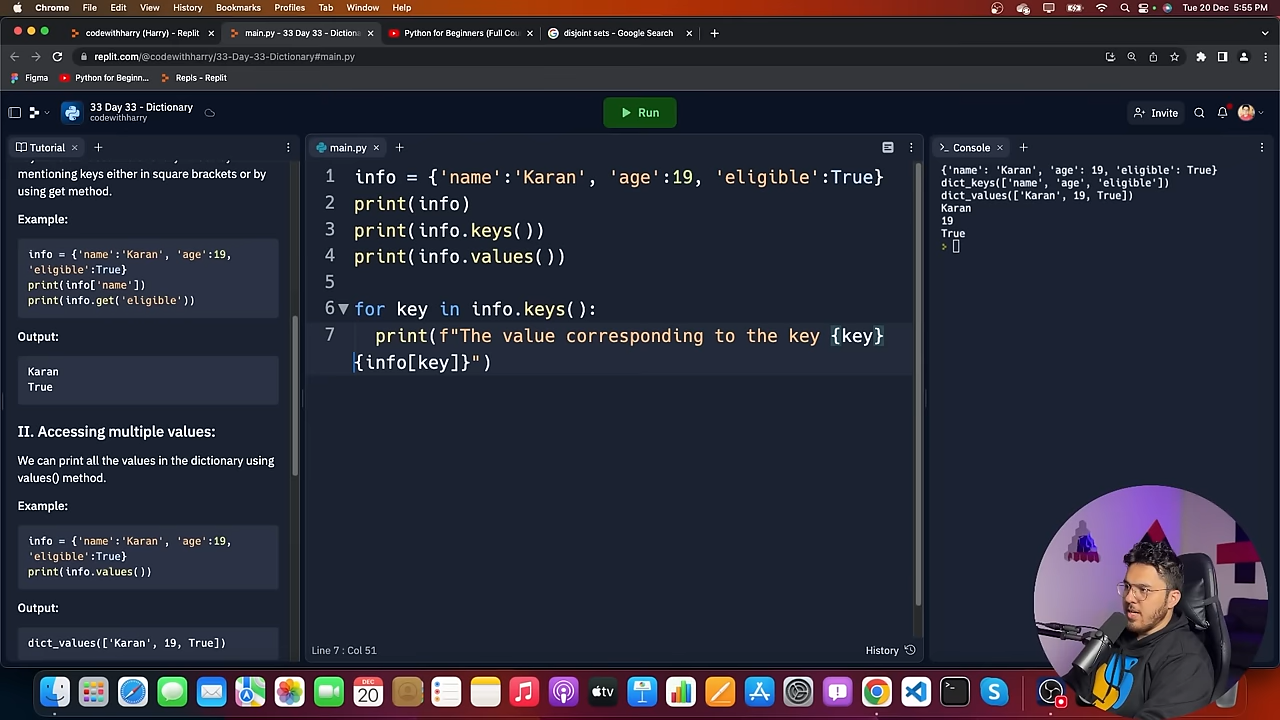 Chrome File Edit View History Bookmarks Profiles Tab Window Help Tue 20 Dec 5:55 PM
codewithharry (Harry) - Replit main.py - 33 Day 33 - Dictiona Python for Beginners (Full Cou disjoint sets - Google Search
replit.com/@codewithharry/33-Day-33-Dictionary#main.py
Figma Python for Beginn... Repls - Replit
33 Day 33 - Dictionary
codewithharry
Run
Invite
Tutorial
mentioning keys either in square brackets or by
using get method.
Example:
info = {'name':'Karan', 'age':19,
'eligible':True}
print(info['name'])
print(info.get('eligible'))
Output:
Karan
True
II. Accessing multiple values:
We can print all the values in the dictionary using
values() method.
Example:
info = {'name':'Karan', 'age':19,
'eligible':True}
print(info.values())
Output:
dict_values(['Karan', 19, True])
main.py
1 info = {'name':'Karan', 'age':19, 'eligible':True}
2 print(info)
3 print(info.keys())
4 print(info.values())
5
6 for key in info.keys():
7 print(f"The value corresponding to the key {key}
{info[key]}")
Line 7 : Col 51
History
Console
{'name': 'Karan', 'age': 19, 'eligible': True}
dict_keys(['name', 'age', 'eligible'])
dict_values(['Karan', 19, True])
Karan
19
True
DEC
20
tv